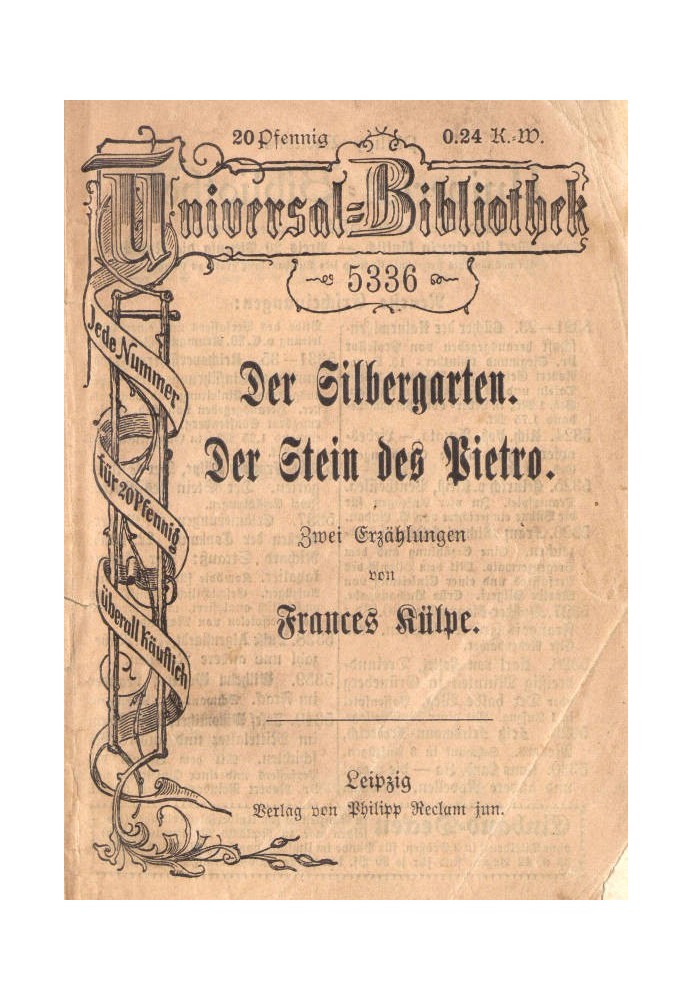 20 Pfennig 0.24 K.-W.
Universal-Bibliothek
5336
Jede Nummer
für 20 Pfennig
überall käuflich
Der Silbergarten.
Der Stein des Pietro.
Zwei Erzählungen
von
Frances Külpe.
Leipzig
Verlag von Philipp Reclam jun.